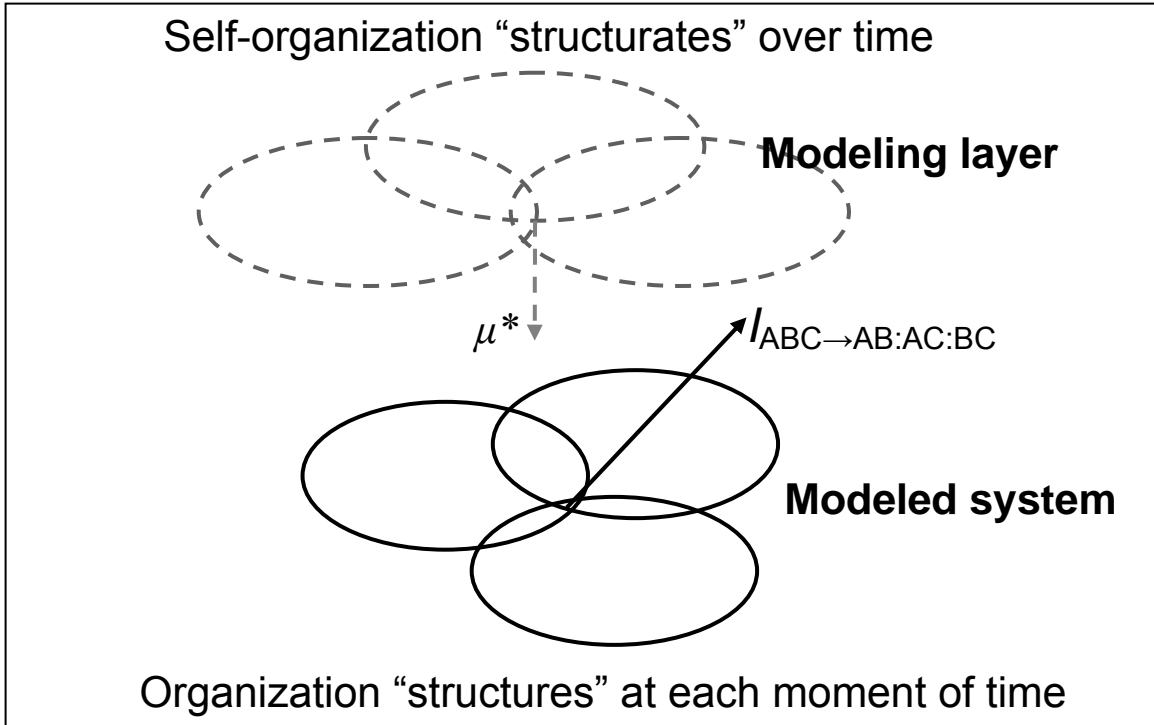 Self-organization “structurates” over time
Modeling layer
μ*
I ABC→AB:AC:BC
Modeled system
Organization “structures” at each moment of time